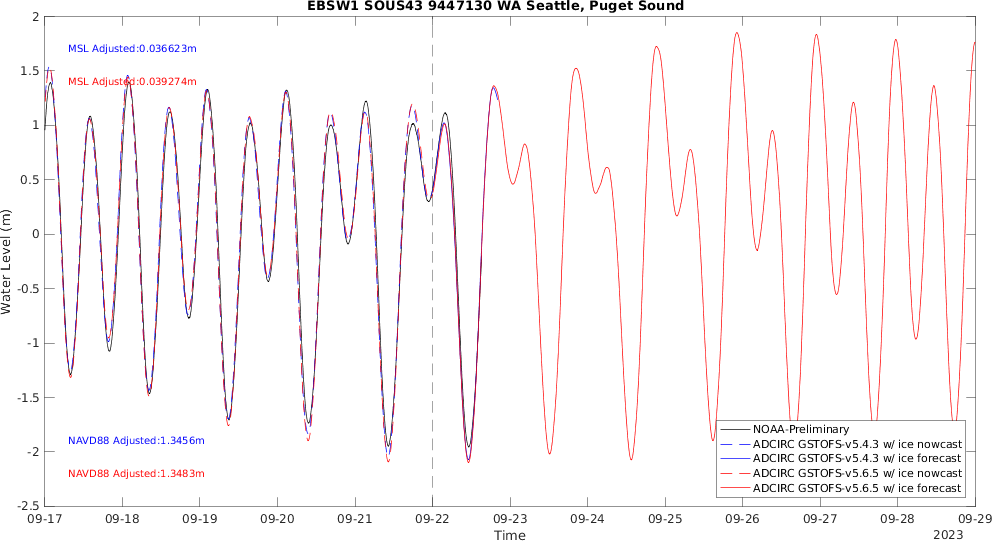 EBSW1 SOUS43 9447130 WA Seattle, Puget Sound
MSL Adjusted:0.036623m
MSL Adjusted:0.039274m
NAVD88 Adjusted:1.3456m
NAVD88 Adjusted:1.3483m
Water Level (m)
2
1.5
1
0.5
0
-0.5
-1
-1.5
-2
-2.5
NOAA-Preliminary
ADCIRC GSTOFS-v5.4.3 w/ ice nowcast
ADCIRC GSTOFS-v5.4.3 w/ ice forecast
ADCIRC GSTOFS-v5.6.5 w/ ice nowcast
ADCIRC GSTOFS-v5.6.5 w/ ice forecast
09-17 09-18 09-19 09-20 09-21 09-22 09-23 09-24 09-25 09-26 09-27 09-28 09-29
Time
2023